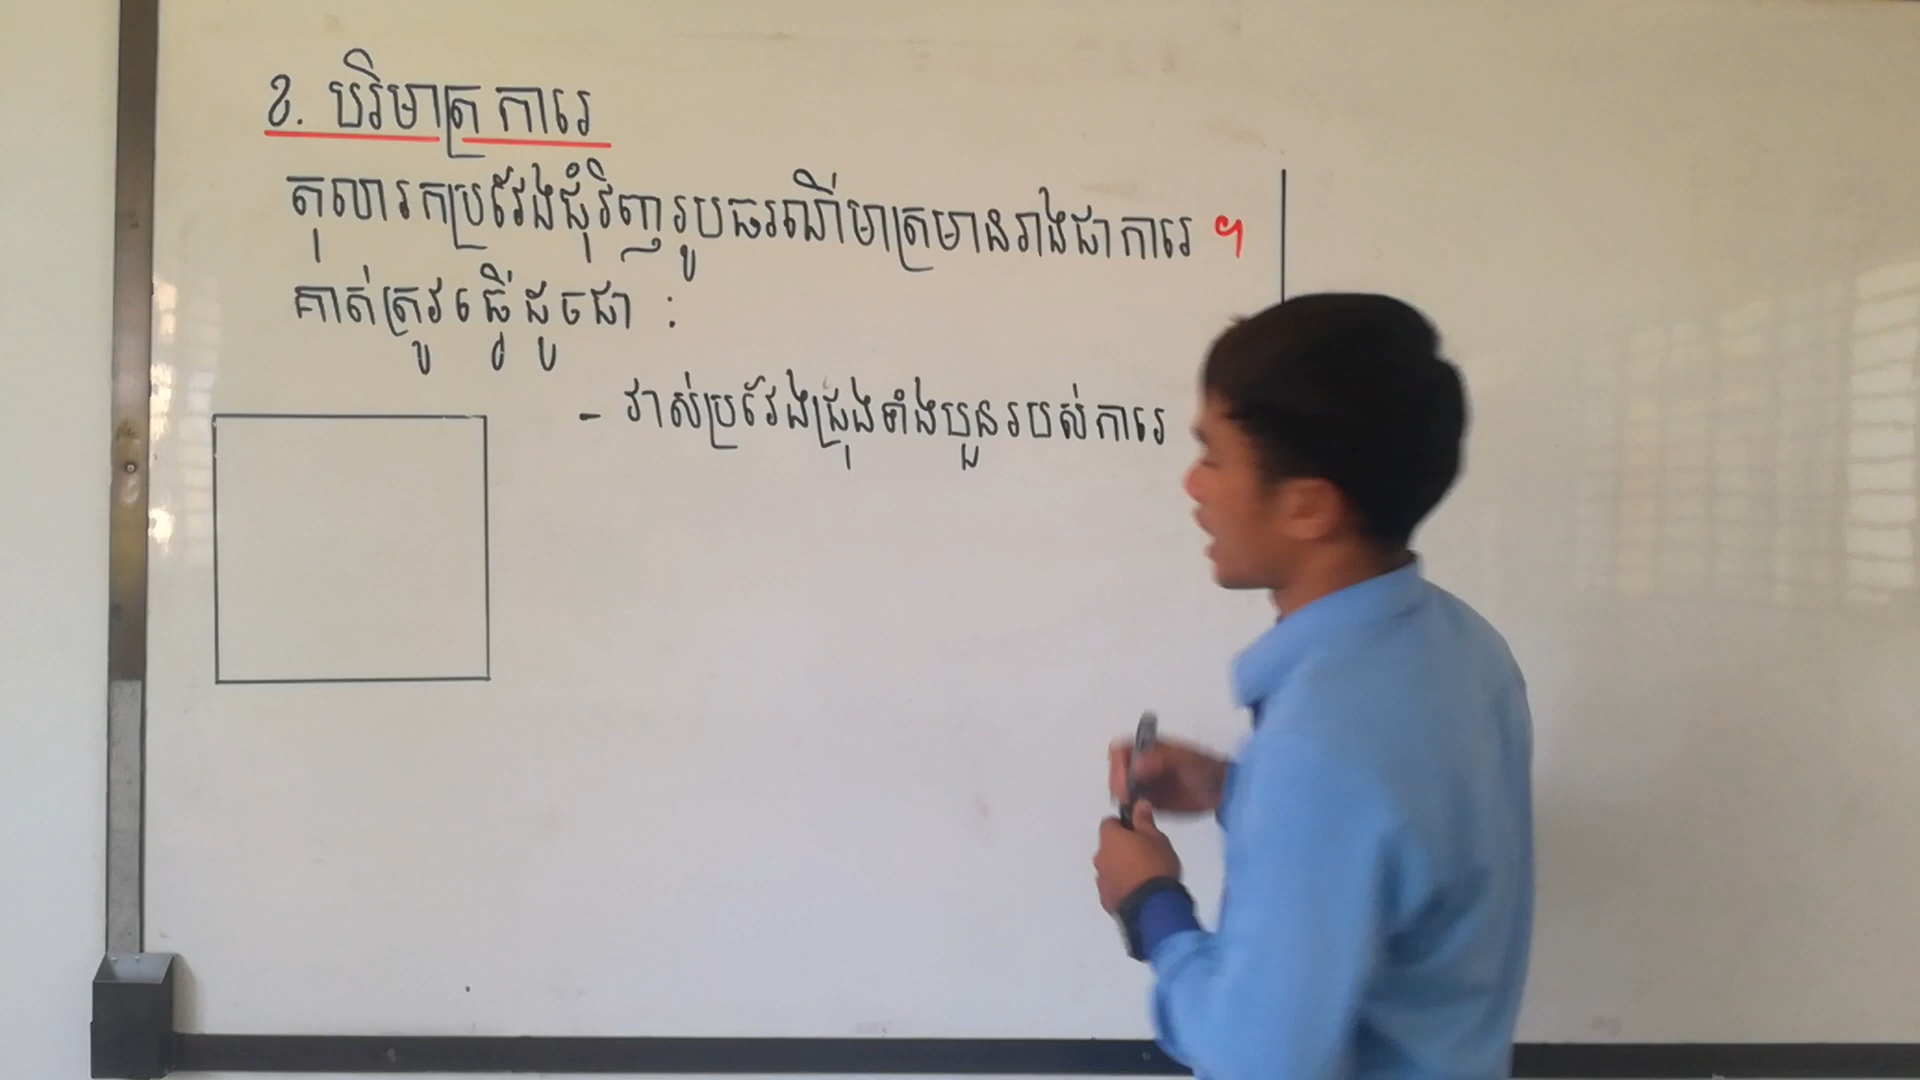 ខ. បរិមាត្រការេ
តុលារកប្រវែងជុំវិញរូបធរណីមាត្រមានរាងជាការេ ។
គាត់ត្រូវធ្វើដូចជា :
- វាស់ប្រវែងជ្រុងទាំងបួនរបស់ការេ